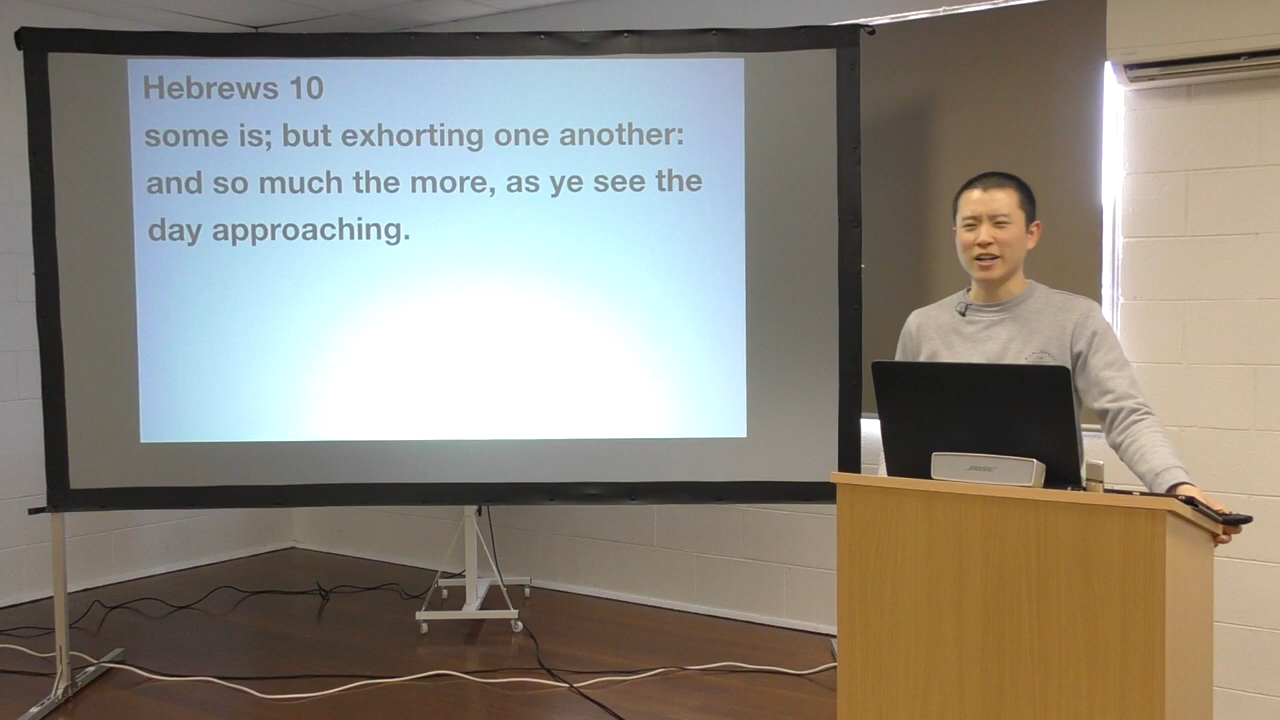 Hebrews 10
some is; but exhorting one another:
and so much the more, as ye see the
day approaching.